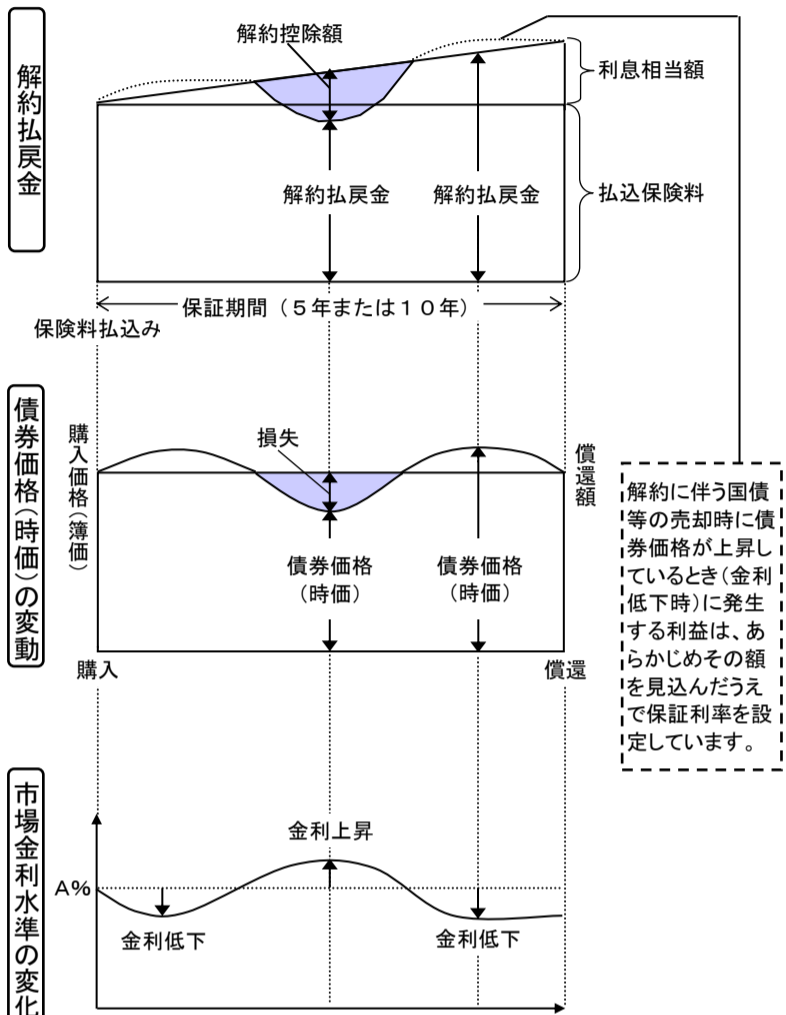 解約払戻金
解約控除額
利息相当額
解約払戻金
解約払戻金
払込保険料
保証期間（５年または１０年）
保険料払込み
債券価格（時価）の変動
購入価格（簿価）
損失
償還額
債券価格
（時価）
債券価格
（時価）
購入
償還
解約に伴う国債
等の売却時に債
券価格が上昇し
ているとき（金利
低下時）に発生
する利益は、あ
らかじめその額
を見込んだうえ
で保証利率を設
定しています。
市場金利水準の変化
金利上昇
A%
金利低下
金利低下